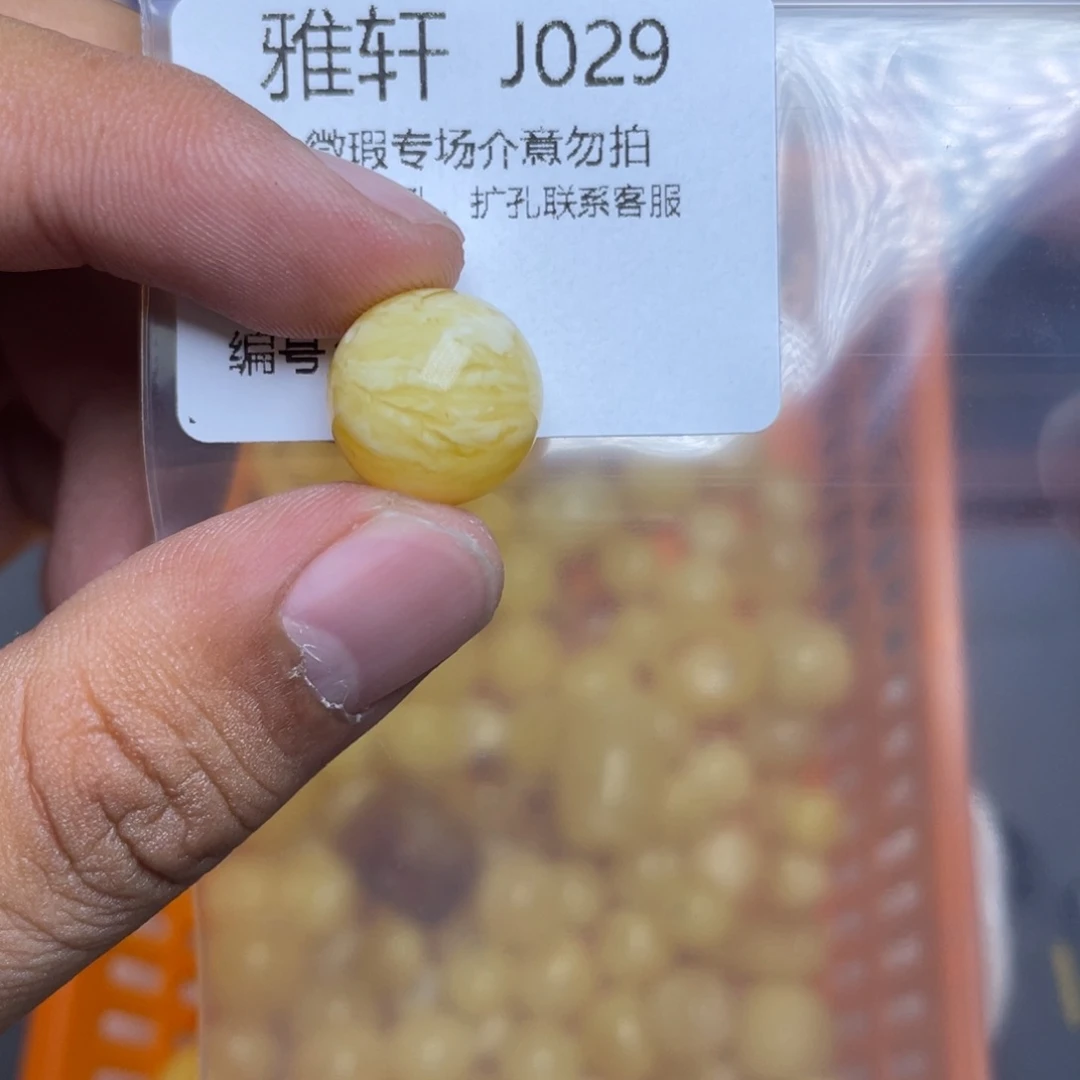 雅轩 J029
微瑕专场介意勿拍
孔、扩孔联系客服
编号